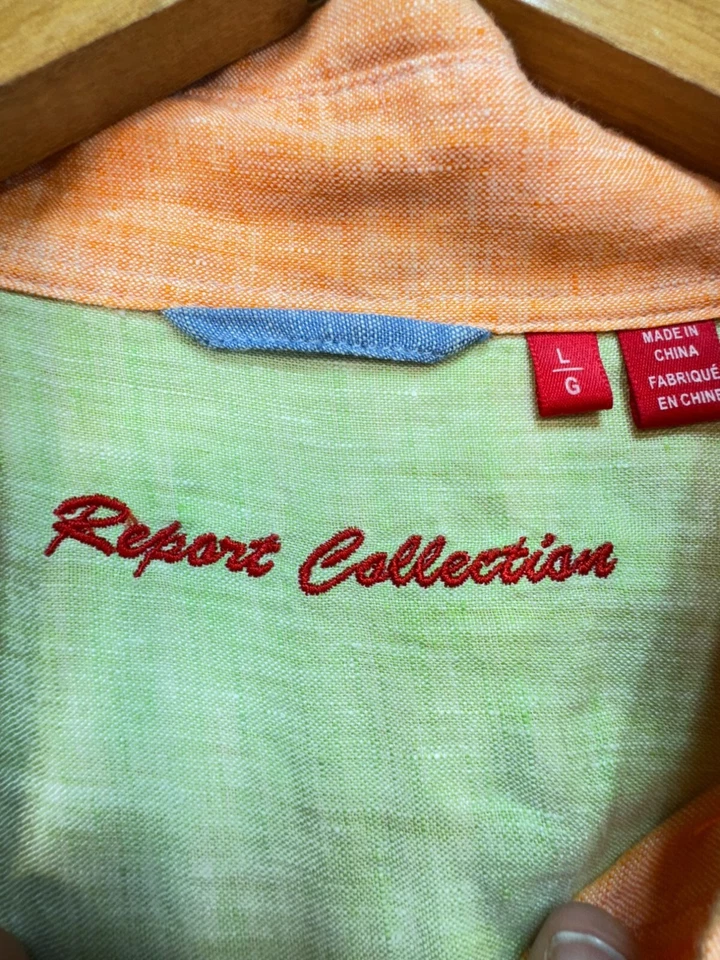 L
G
MADE IN
CHINA
FABRIQUÉ
EN CHINE
Report Collection